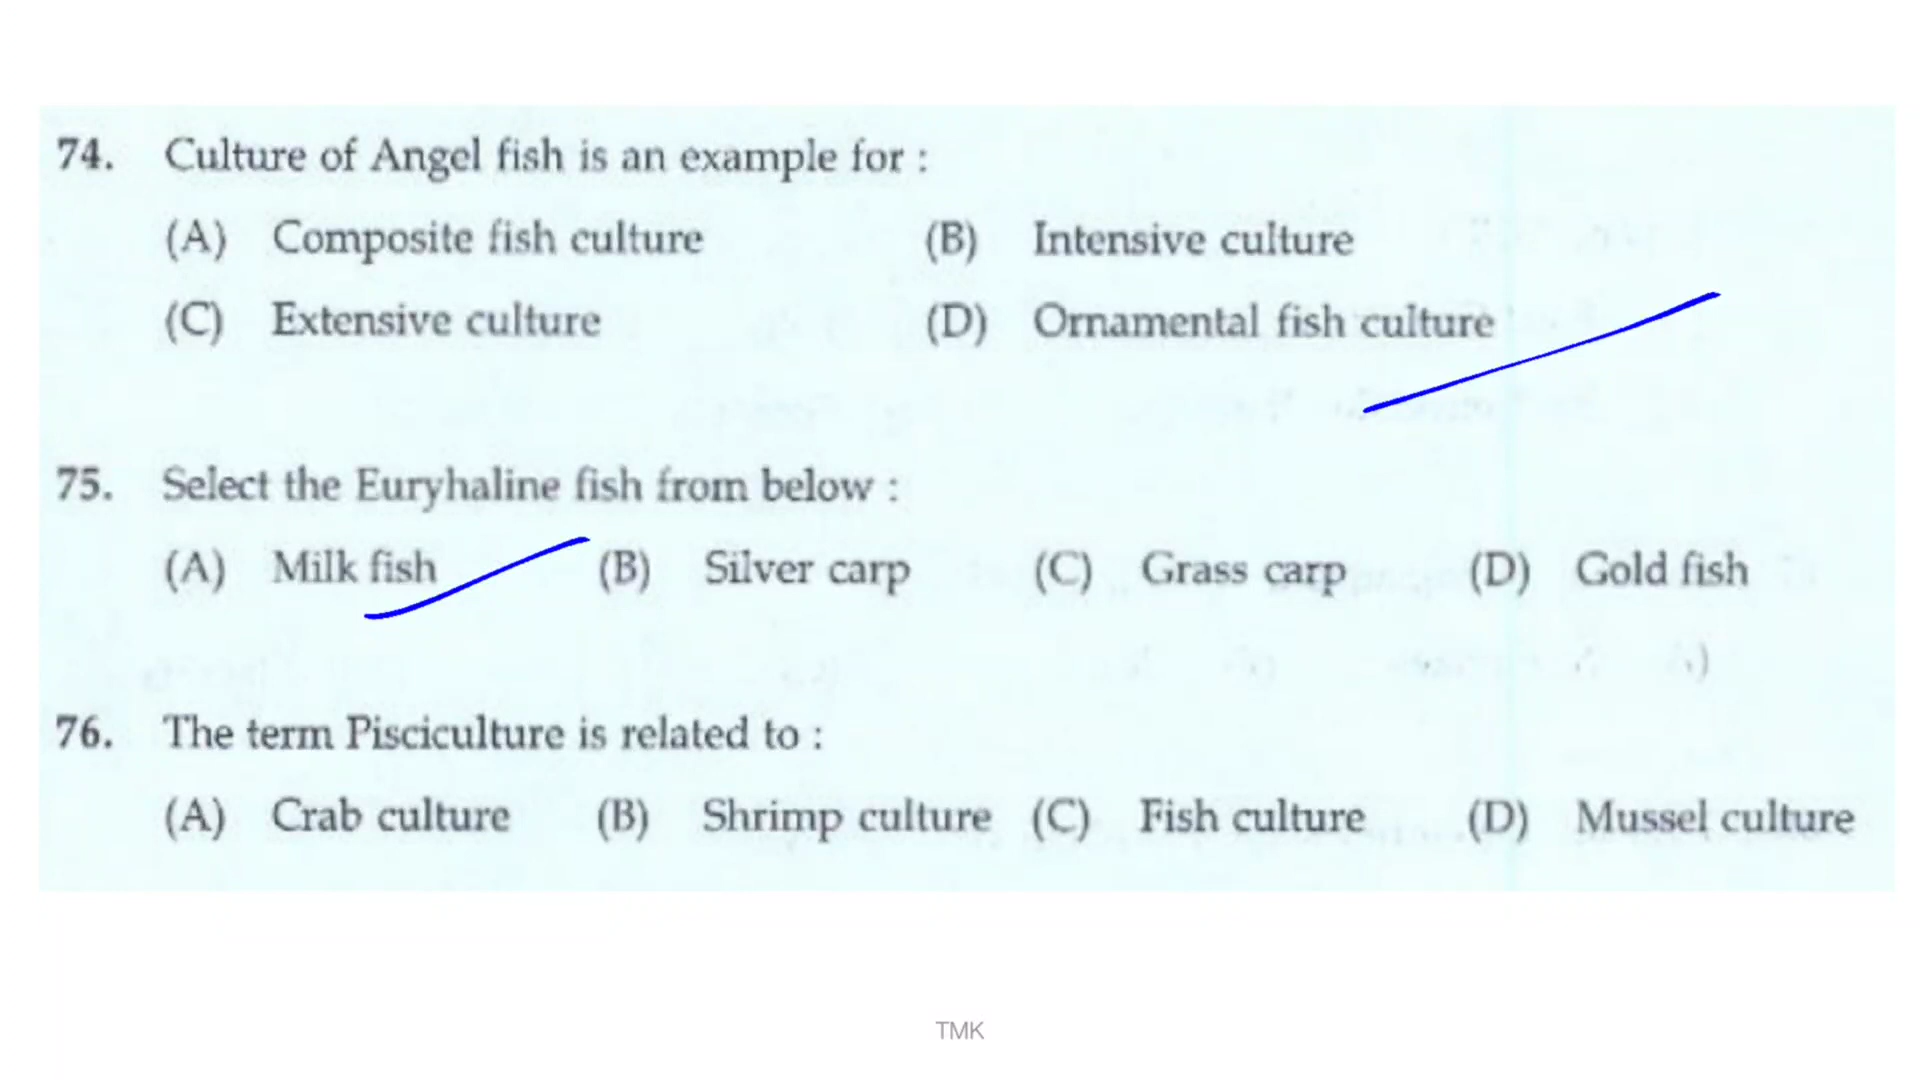 74. Culture of Angel fish is an example for :
(A) Composite fish culture (B) Intensive culture
(C) Extensive culture (D) Ornamental fish culture
75. Select the Euryhaline fish from below :
(A) Milk fish (B) Silver carp (C) Grass carp (D) Gold fish
76. The term Pisciculture is related to :
(A) Crab culture (B) Shrimp culture (C) Fish culture (D) Mussel culture
TMK